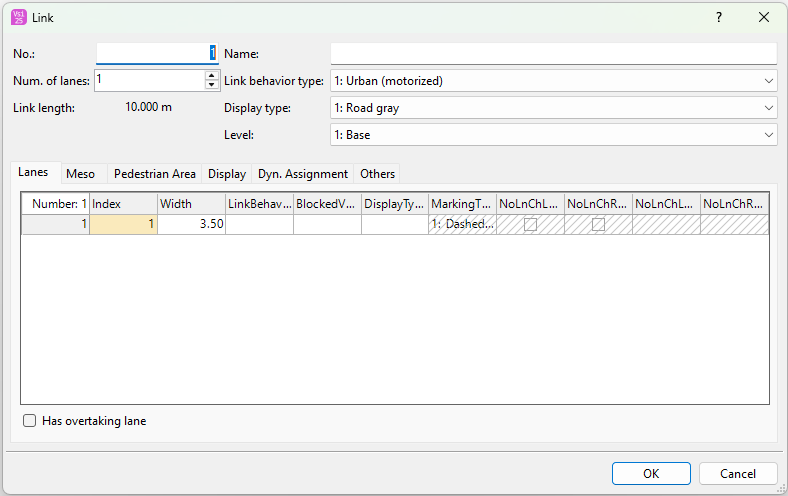 Vsi 25 Link ?
No.: 1 Name:
Num. of lanes: 1 Link behavior type: 1: Urban (motorized)
Link length: 10.000 m Display type: 1: Road gray
Level: 1: Base
Lanes Meso Pedestrian Area Display Dyn. Assignment Others
Number: 1 Index Width LinkBehav... BlockedV... DisplayTy... MarkingT... NoLnChL... NoLnChR... NoLnChL... NoLnChR...
1 1 3.50 1: Dashed...
Has overtaking lane
OK Cancel